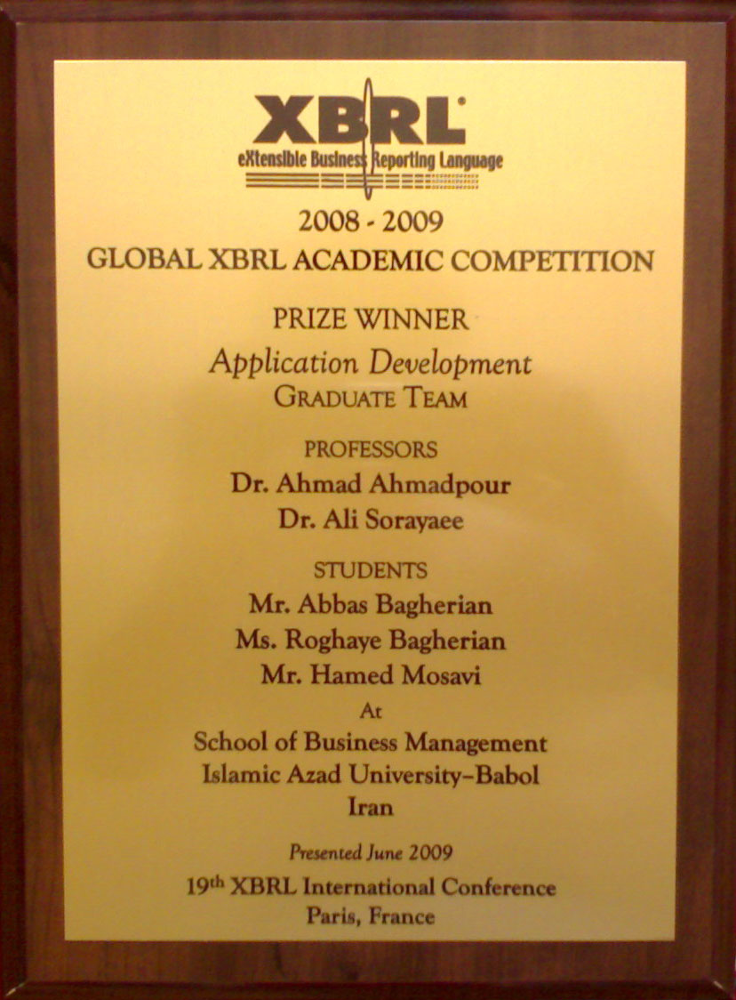 XBRL®
eXtensible Business Reporting Language
2008 - 2009
GLOBAL XBRL ACADEMIC COMPETITION
PRIZE WINNER
Application Development
GRADUATE TEAM
PROFESSORS
Dr. Ahmad Ahmadpour
Dr. Ali Sorayaee
STUDENTS
Mr. Abbas Bagherian
Ms. Roghaye Bagherian
Mr. Hamed Mosavi
At
School of Business Management
Islamic Azad University–Babol
Iran
Presented June 2009
19th XBRL International Conference
Paris, France